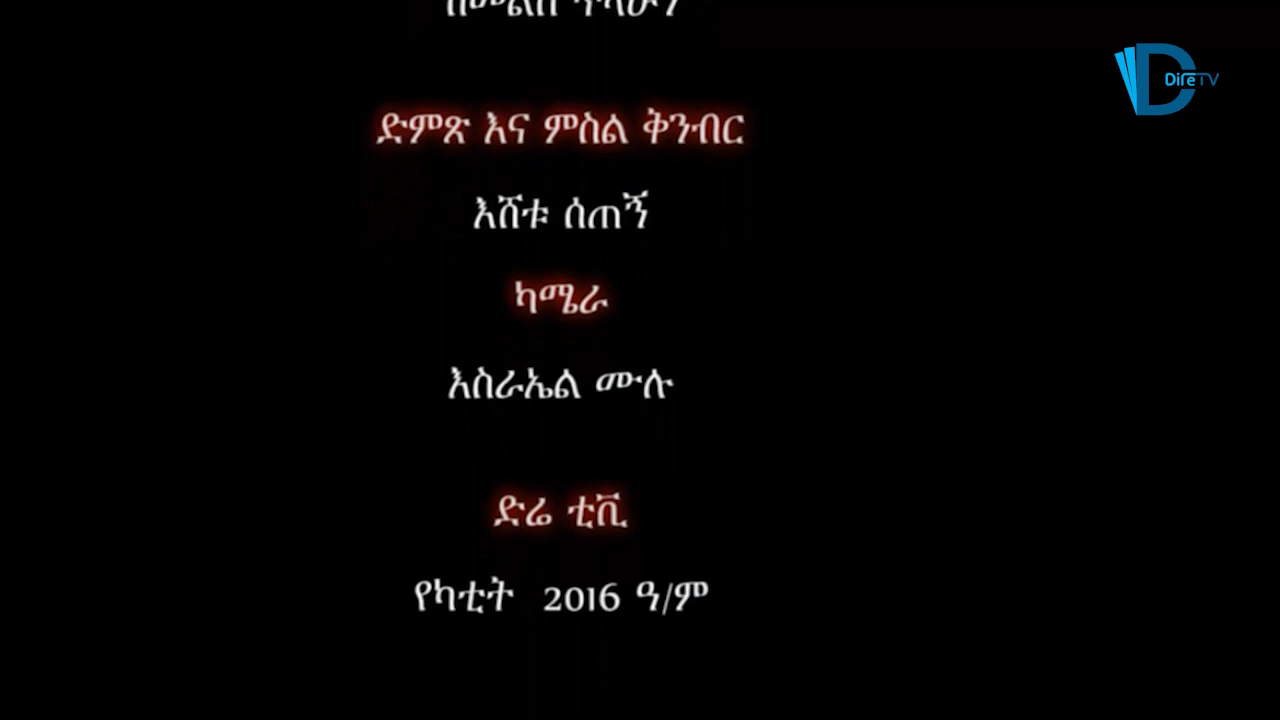 ድምጽ እና ምስል ቅንብር
እሸቱ ሰጠኝ
ካሜራ
እስራኤል ሙሉ
ድሬ ቲቪ
የካቲት 2016 ዓ/ም
DireTV